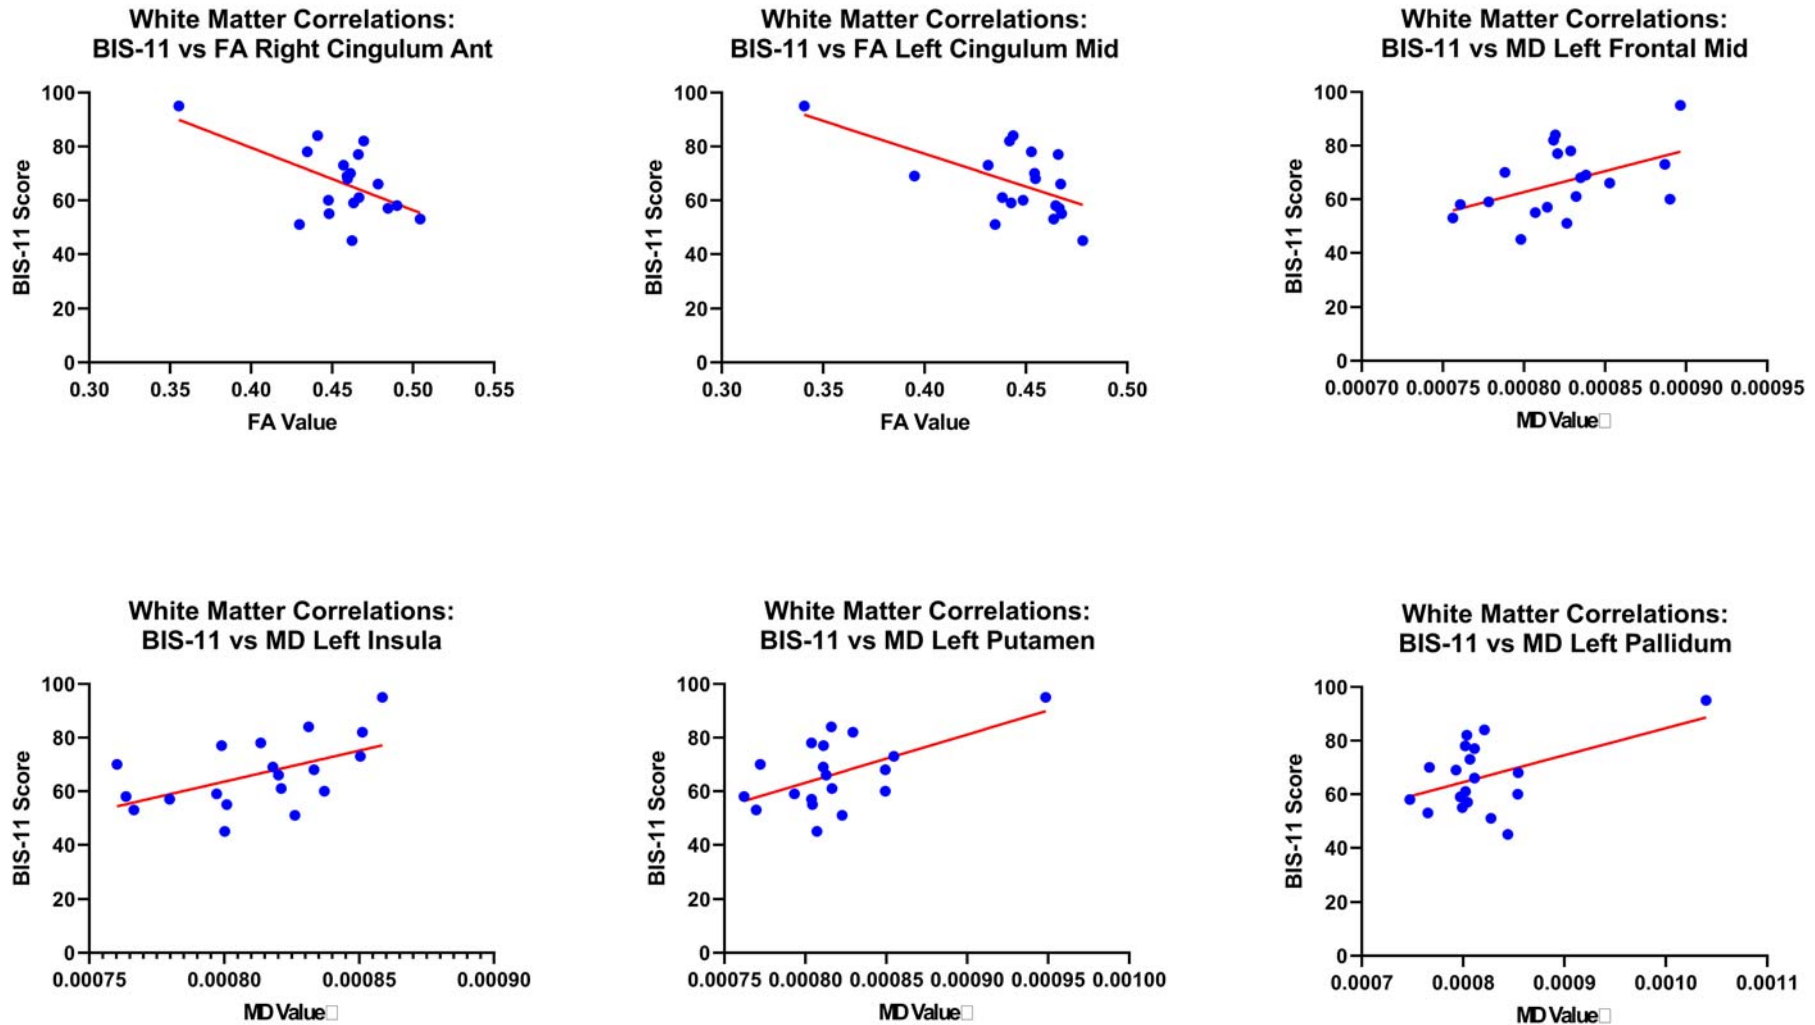 White Matter Correlations:
BIS-11 vs FA Right Cingulum Ant
100
80
60
40
20
0
BIS-11 Score
0.30 0.35 0.40 0.45 0.50 0.55
FA Value
White Matter Correlations:
BIS-11 vs FA Left Cingulum Mid
100
80
60
40
20
0
BIS-11 Score
0.30 0.35 0.40 0.45 0.50
FA Value
White Matter Correlations:
BIS-11 vs MD Left Frontal Mid
100
80
60
40
20
0
BIS-11 Score
0.00070 0.00075 0.00080 0.00085 0.00090 0.00095
MD Value□
White Matter Correlations:
BIS-11 vs MD Left Insula
100
80
60
40
20
0
BIS-11 Score
0.00075 0.00080 0.00085 0.00090
MD Value□
White Matter Correlations:
BIS-11 vs MD Left Putamen
100
80
60
40
20
0
BIS-11 Score
0.00075 0.00080 0.00085 0.00090 0.00095 0.00100
MD Value□
White Matter Correlations:
BIS-11 vs MD Left Pallidum
100
80
60
40
20
0
BIS-11 Score
0.0007 0.0008 0.0009 0.0010 0.0011
MD Value□